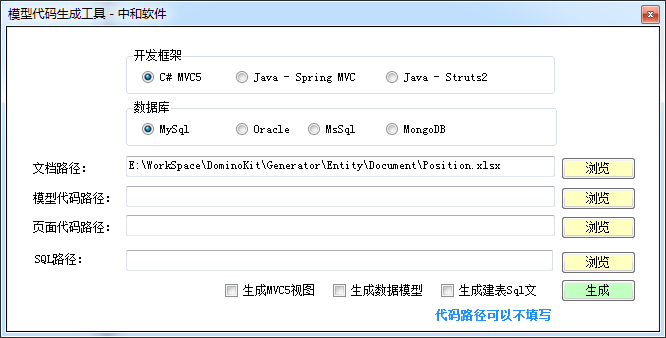 模型代码生成工具 - 中和软件
开发框架
C# MVC5 Java - Spring MVC Java - Struts2
数据库
MySql Oracle MsSql MongoDB
文档路径: E:\WorkSpace\DominoKit\Generator\Entity\Document\Position.xlsx 浏览
模型代码路径: 浏览
页面代码路径: 浏览
SQL路径: 浏览
生成MVC5视图 生成数据模型 生成建表Sql文 生成
代码路径可以不填写